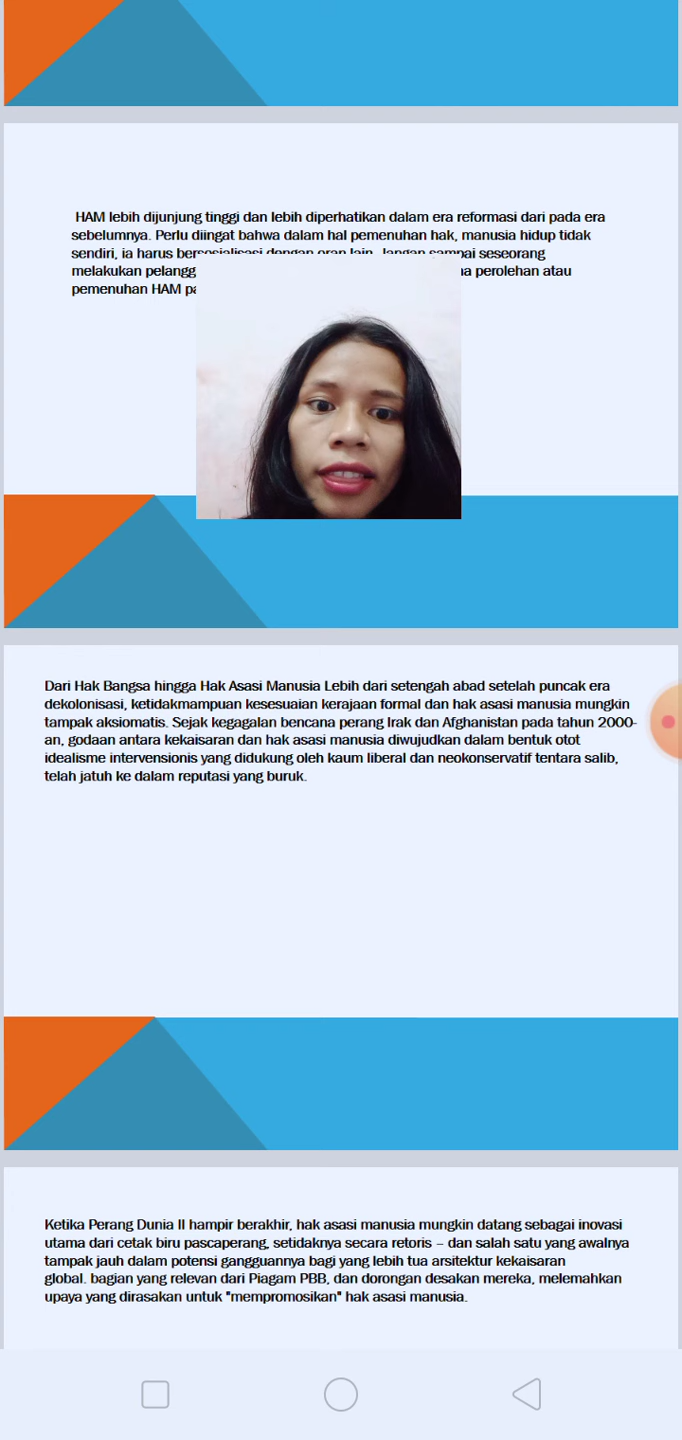 HAM lebih dijunjung tinggi dan lebih diperhatikan dalam era reformasi dari pada era
sebelumnya. Perlu diingat bahwa dalam hal pemenuhan hak, manusia hidup tidak
sendiri, ia harus bersosialisasi dengan oran lain. Jangan sampai seseorang
melakukan perolehan atau
pemenuhan HAM
Dari Hak Bangsa hingga Hak Asasi Manusia Lebih dari setengah abad setelah puncak era
dekolonisasi, ketidakmampuan kesesuaian kerajaan formal dan hak asasi manusia mungkin
tampak aksiomatis. Sejak kegagalan bencana perang Irak dan Afghanistan pada tahun 2000-
an, godaan antara kekaisaran dan hak asasi manusia diwujudkan dalam bentuk otot
idealisme intervensionis yang didukung oleh kaum liberal dan neokonservatif tentara salib,
telah jatuh ke dalam reputasi yang buruk.
Ketika Perang Dunia II hampir berakhir, hak asasi manusia mungkin datang sebagai inovasi
utama dari cetak biru pascaperang, setidaknya secara retoris – dan salah satu yang awalnya
tampak jauh dalam potensi gangguannya bagi yang lebih tua arsitektur kekaisaran
global. bagian yang relevan dari Piagam PBB, dan dorongan desakan mereka, melemahkan
upaya yang dirasakan untuk "mempromosikan" hak asasi manusia.